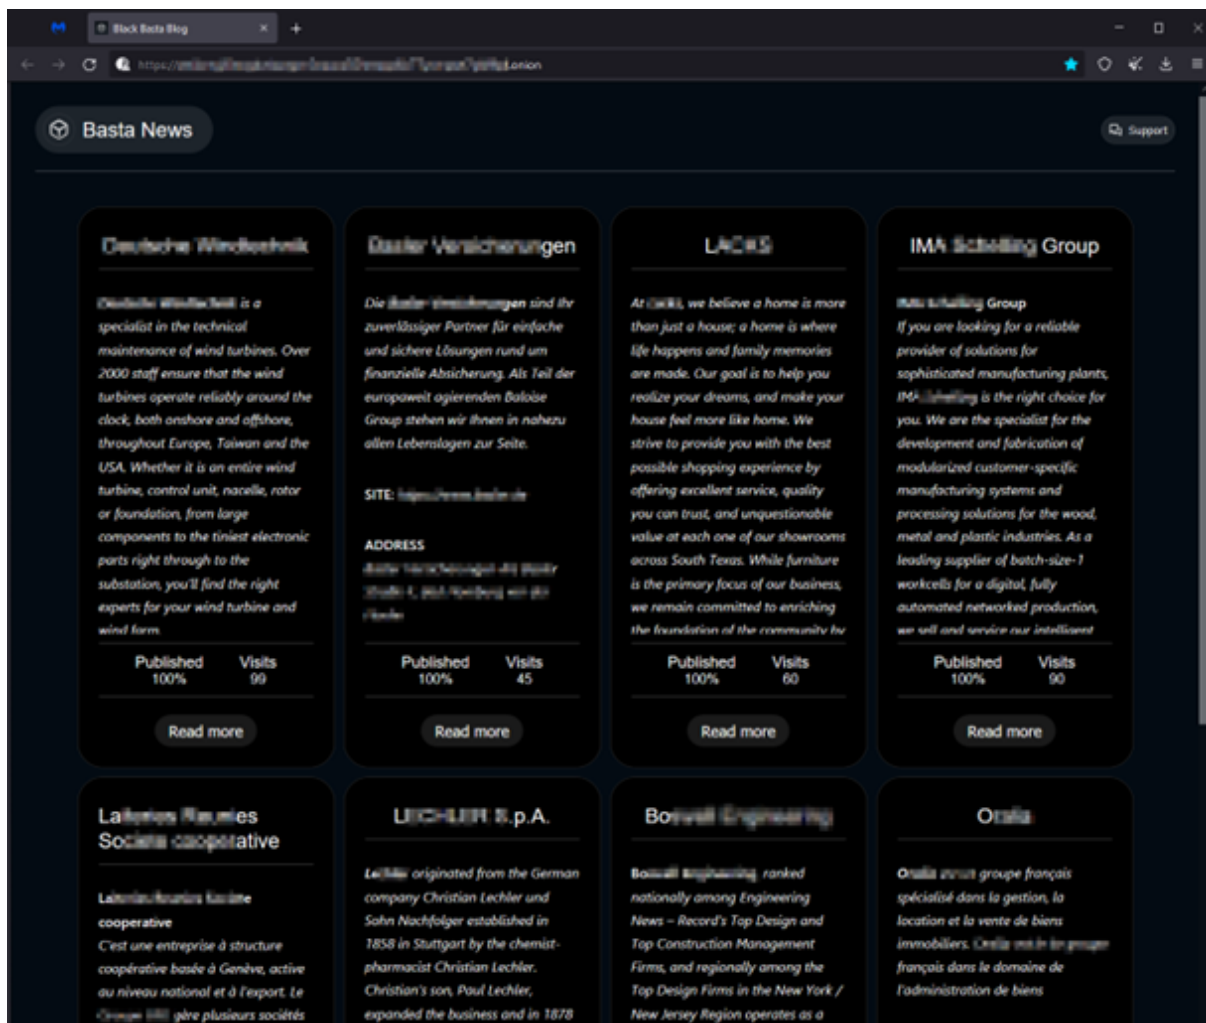 Black Basta Blog
https://
.onion
Basta News
Support
is a
specialist in the technical
maintenance of wind turbines. Over
2000 staff ensure that the wind
turbines operate reliably around the
clock, both onshore and offshore,
throughout Europe, Taiwan and the
USA. Whether it is an entire wind
turbine, control unit, nacelle, rotor
or foundation, from large
components to the tiniest electronic
parts right through to the
substation, you'll find the right
experts for your wind turbine and
wind farm.
Published Visits
100% 99
Read more
gen
Die sind Ihr
zuverlässiger Partner für einfache
und sichere Lösungen rund um
finanzielle Absicherung. Als Teil der
europaweit agierenden Baloise
Group stehen wir Ihnen in nahezu
allen Lebenslagen zur Seite.
SITE:
ADDRESS
Published Visits
100% 45
Read more
At , we believe a home is more
than just a house; a home is where
life happens and family memories
are made. Our goal is to help you
realize your dreams, and make your
house feel more like home. We
strive to provide you with the best
possible shopping experience by
offering excellent service, quality
you can trust, and unquestionable
value at each one of our showrooms
across South Texas. While furniture
is the primary focus of our business,
we remain committed to enriching
the foundation of the community by
Published Visits
100% 60
Read more
IMA Group
Group
If you are looking for a reliable
provider of solutions for
sophisticated manufacturing plants,
IMA is the right choice for
you. We are the specialist for the
development and fabrication of
modularized customer-specific
manufacturing systems and
processing solutions for the wood,
metal and plastic industries. As a
leading supplier of batch-size-1
workcells for a digital, fully
automated networked production,
we sell and service our intelligent
Published Visits
100% 90
Read more
La es
So ative
cooperative
C'est une entreprise à structure
coopérative basée à Genève, active
au niveau national et à l'export. Le
gère plusieurs sociétés
L S.p.A.
originated from the German
company Christian Lechler und
Sohn Nachfolger established in
1858 in Stuttgart by the chemist-
pharmacist Christian Lechler.
Christian's son, Paul Lechler,
expanded the business and in 1878
Bo
ranked
nationally among Engineering
News – Record's Top Design and
Top Construction Management
Firms, and regionally among the
Top Design Firms in the New York /
New Jersey Region operates as a
O
groupe français
spécialisé dans la gestion, la
location et la vente de biens
immobiliers.
français dans le domaine de
l'administration de biens